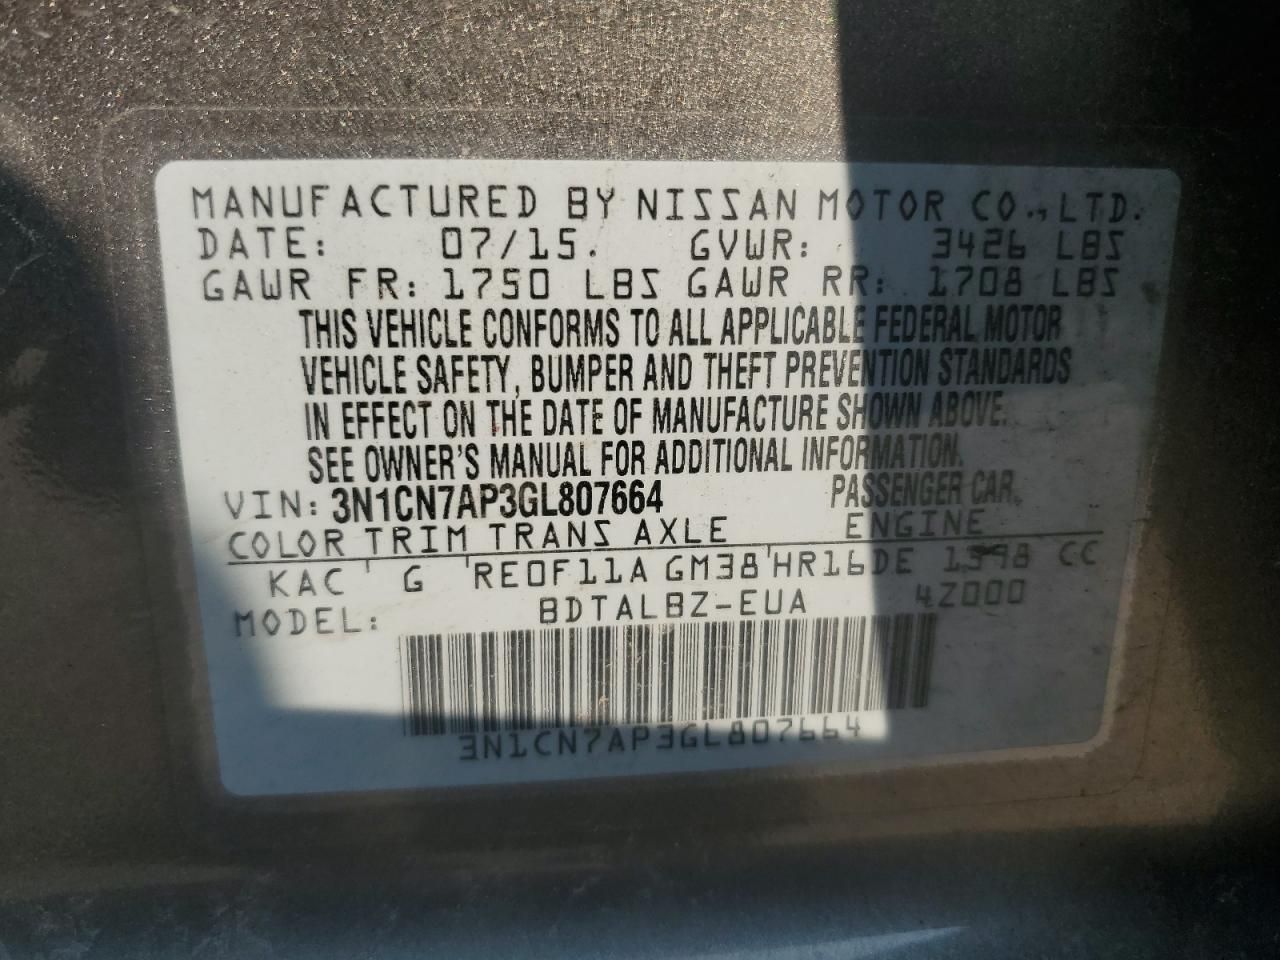 MANUFACTURED BY NISSAN MOTOR CO., LTD.
DATE: 07/15. GVWR: 3426 LBS
GAWR FR: 1750 LBS GAWR RR: 1708 LBS
THIS VEHICLE CONFORMS TO ALL APPLICABLE FEDERAL MOTOR
VEHICLE SAFETY, BUMPER AND THEFT PREVENTION STANDARDS
IN EFFECT ON THE DATE OF MANUFACTURE SHOWN ABOVE.
SEE OWNER'S MANUAL FOR ADDITIONAL INFORMATION.
VIN: 3N1CN7AP3GL807664 PASSENGER CAR.
COLOR TRIM TRANS AXLE ENGINE
KAC G RE0F11A GM38 HR16DE 1598 CC
MODEL: BDTALBZ-EUA 4Z000
3N1CN7AP3GL807664